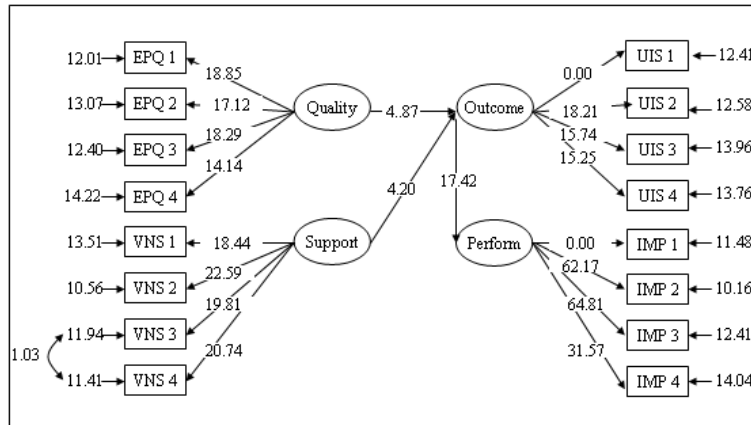 12.01 EPQ 1 18.85 0.00 UIS 1 12.41
13.07 EPQ 2 17.12 Quality 4.87 Outcome 18.21 UIS 2 12.58
12.40 EPQ 3 18.29 15.74 UIS 3 13.96
14.22 EPQ 4 14.14 15.25 UIS 4 13.76
4.20 17.42
13.51 VNS 1 18.44 Support Perform 0.00 IMP 1 11.48
10.56 VNS 2 22.59 62.17 IMP 2 10.16
11.94 VNS 3 19.81 64.81 IMP 3 12.41
1.03
11.41 VNS 4 20.74 31.57 IMP 4 14.04